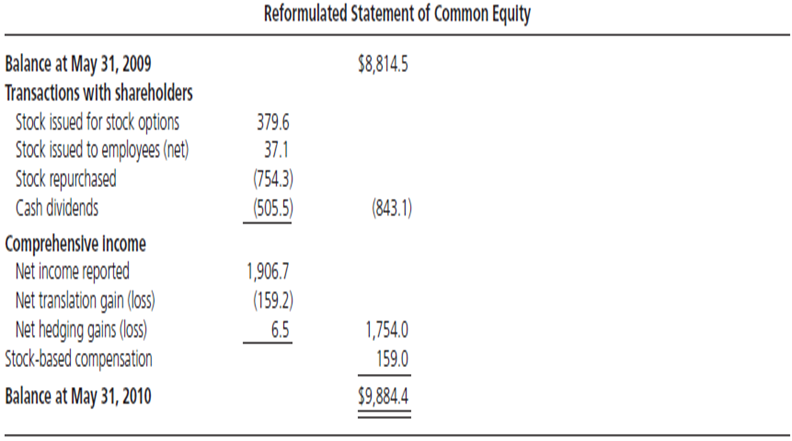 Reformulated Statement of Common Equity
Balance at May 31, 2009 $8,814.5
Transactions with shareholders
Stock issued for stock options 379.6
Stock issued to employees (net) 37.1
Stock repurchased (754.3)
Cash dividends (505.5) (843.1)
Comprehensive Income
Net income reported 1,906.7
Net translation gain (loss) (159.2)
Net hedging gains (loss) 6.5 1,754.0
Stock-based compensation 159.0
Balance at May 31, 2010 $9,884.4